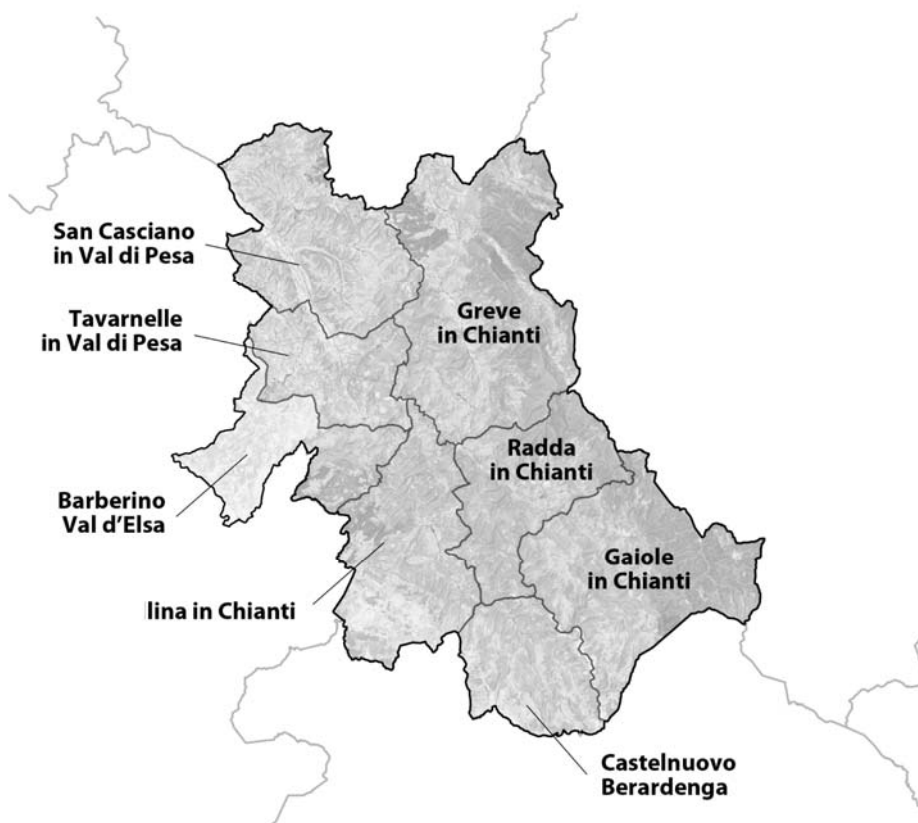 San Casciano
in Val di Pesa
Tavarnelle
in Val di Pesa
Greve
in Chianti
Radda
in Chianti
Barberino
Val d'Elsa
Gaiole
in Chianti
lina in Chianti
Castelnuovo
Berardenga